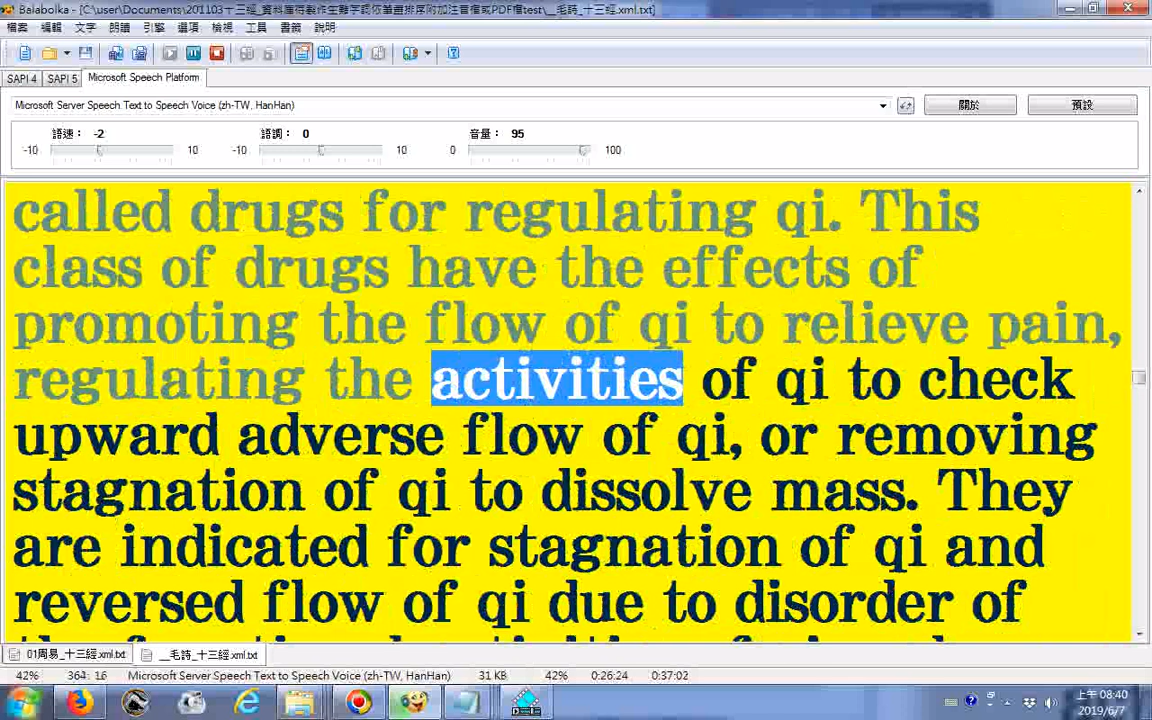 Balabolka - [C:\user\Documents\201103十三經_資料庫待製作生難字詞依筆畫排序附加注音檔或PDF檔test\__毛詩_十三經.xml.txt]
檔案 編輯 文字 朗讀 引擎 選項 檢視 工具 書籤 說明
SAPI 4 SAPI 5 Microsoft Speech Platform
Microsoft Server Speech Text to Speech Voice (zh-TW, HanHan) 關於 預設
語速： -2 語調： 0 音量： 95
-10 10 -10 10 0 100
called drugs for regulating qi. This
class of drugs have the effects of
promoting the flow of qi to relieve pain,
regulating the activities of qi to check
upward adverse flow of qi, or removing
stagnation of qi to dissolve mass. They
are indicated for stagnation of qi and
reversed flow of qi due to disorder of
01周易_十三經.xml.txt __毛詩_十三經.xml.txt
42% 364: 16 Microsoft Server Speech Text to Speech Voice (zh-TW, HanHan) 31 KB 42% 0:26:24 0:37:02
上午 08:40
2019/6/7